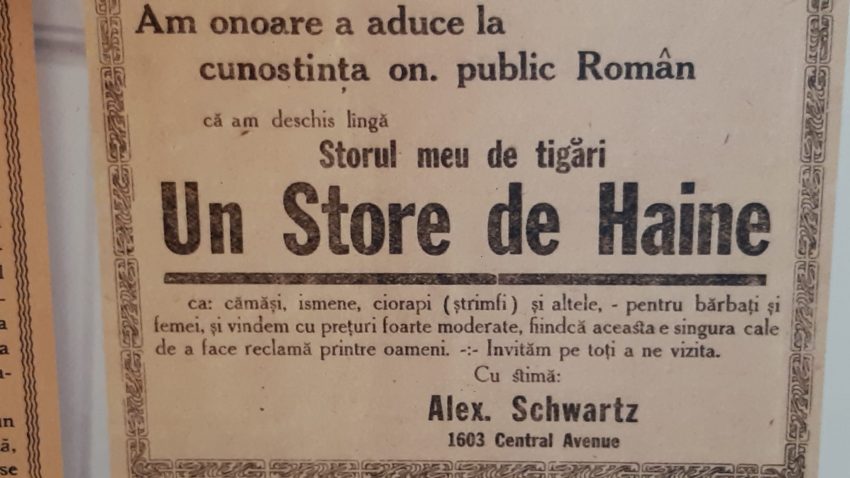 Am onoare a aduce la
cunostința on. public Român
că am deschis lingă
Storul meu de tigări
Un Store de Haine
ca: cămăși, ismene, ciorapi (ștrimfi) și altele, - pentru bărbați și
femei, și vindem cu prețuri foarte moderate, fiindcă aceasta e singura cale
de a face reclamă printre oameni. -:- Invităm pe toți a ne vizita.
Cu stimă:
Alex. Schwartz
1603 Central Avenue